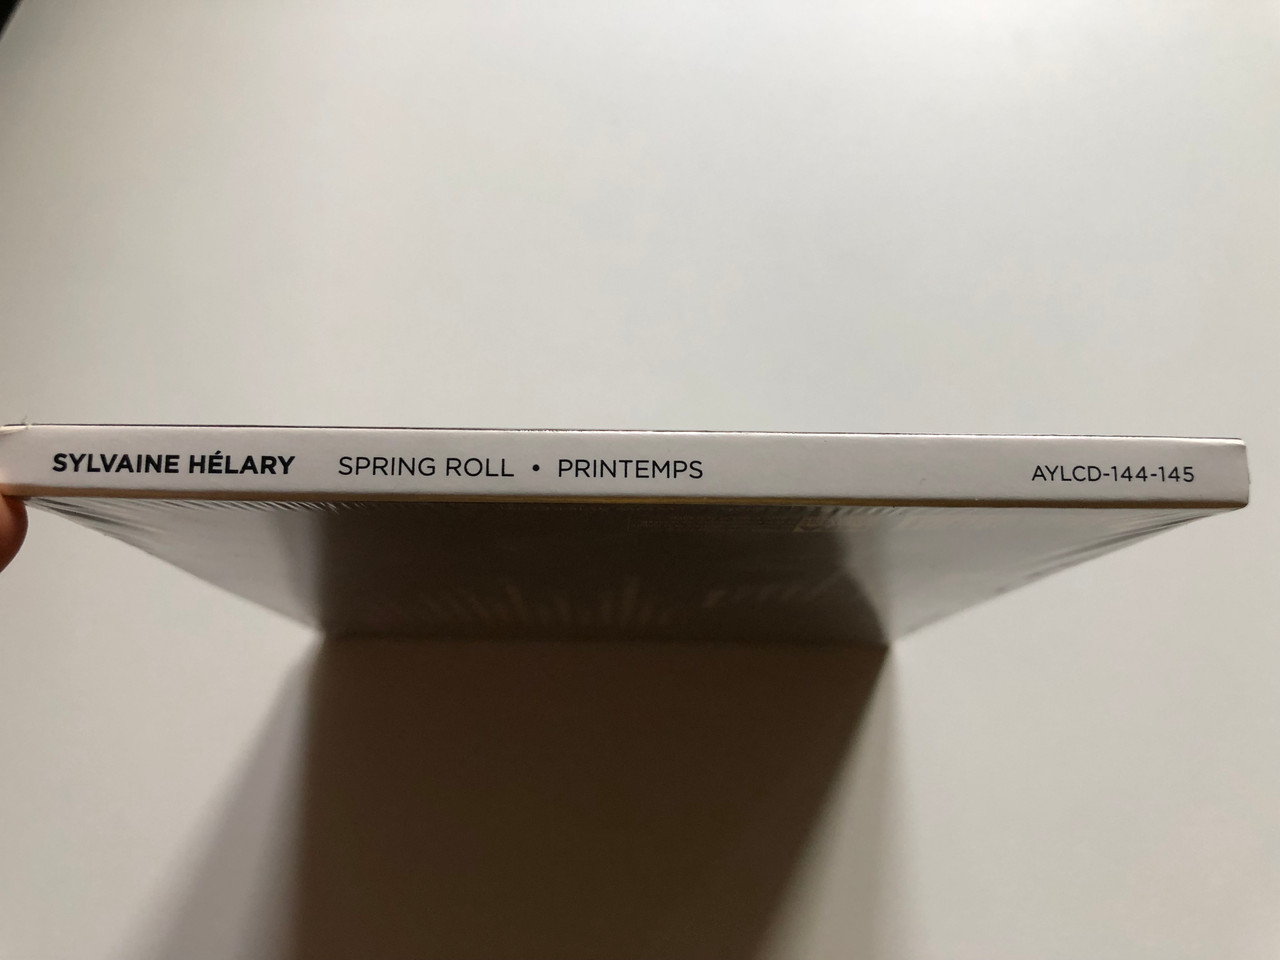 SYLVAINE HÉLARY SPRING ROLL • PRINTEMPS AYLCD-144-145